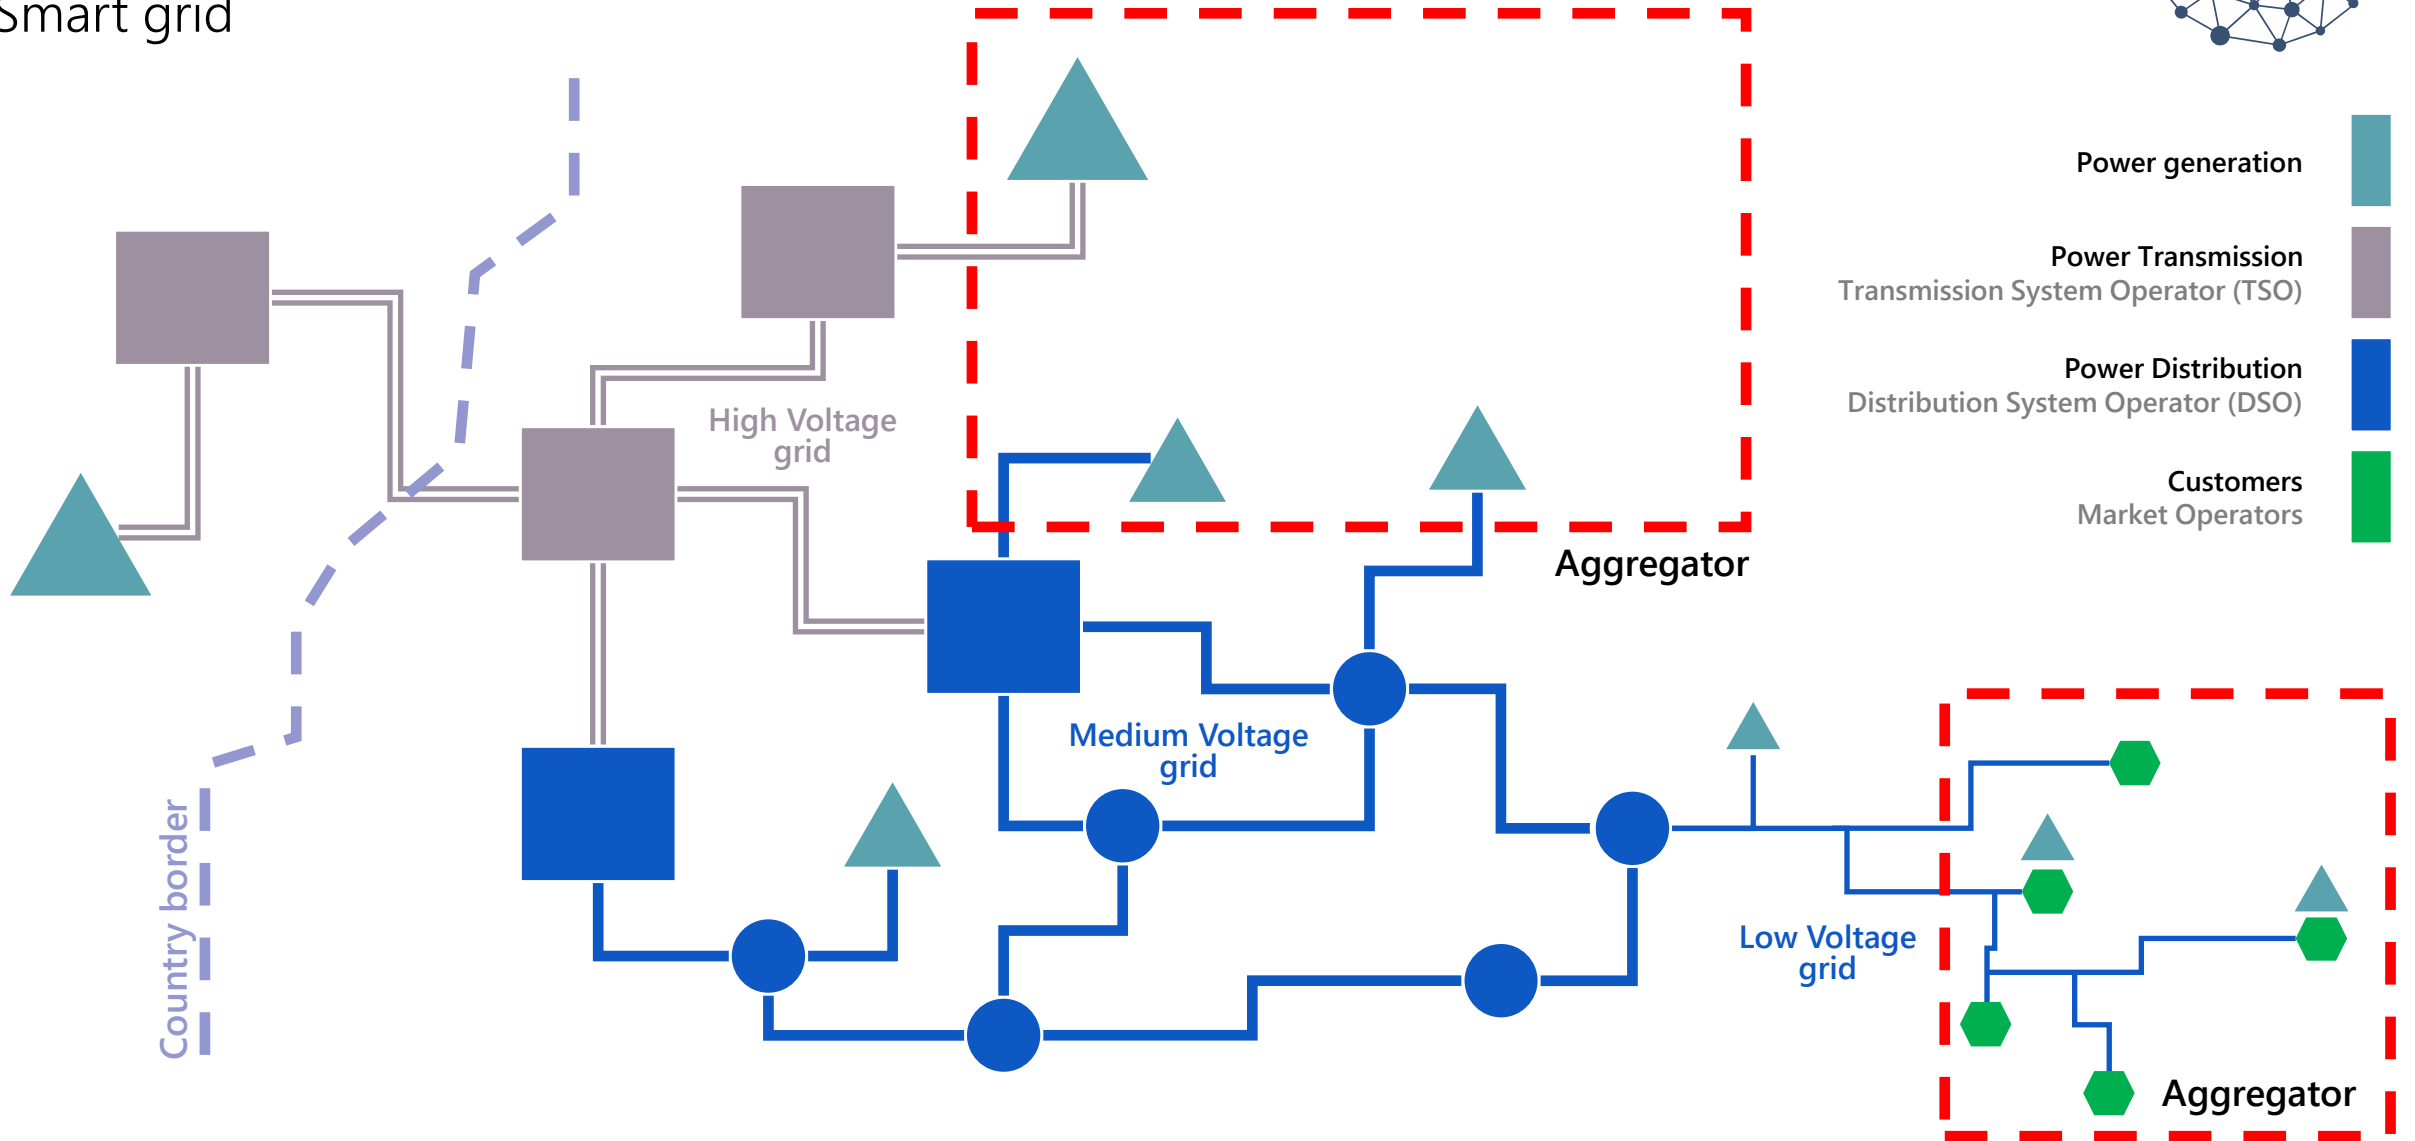 Smart grid
Power generation
Power Transmission
Transmission System Operator (TSO)
Power Distribution
Distribution System Operator (DSO)
Customers
Market Operators
High Voltage
grid
Aggregator
Medium Voltage
grid
Country border
Low Voltage
grid
Aggregator